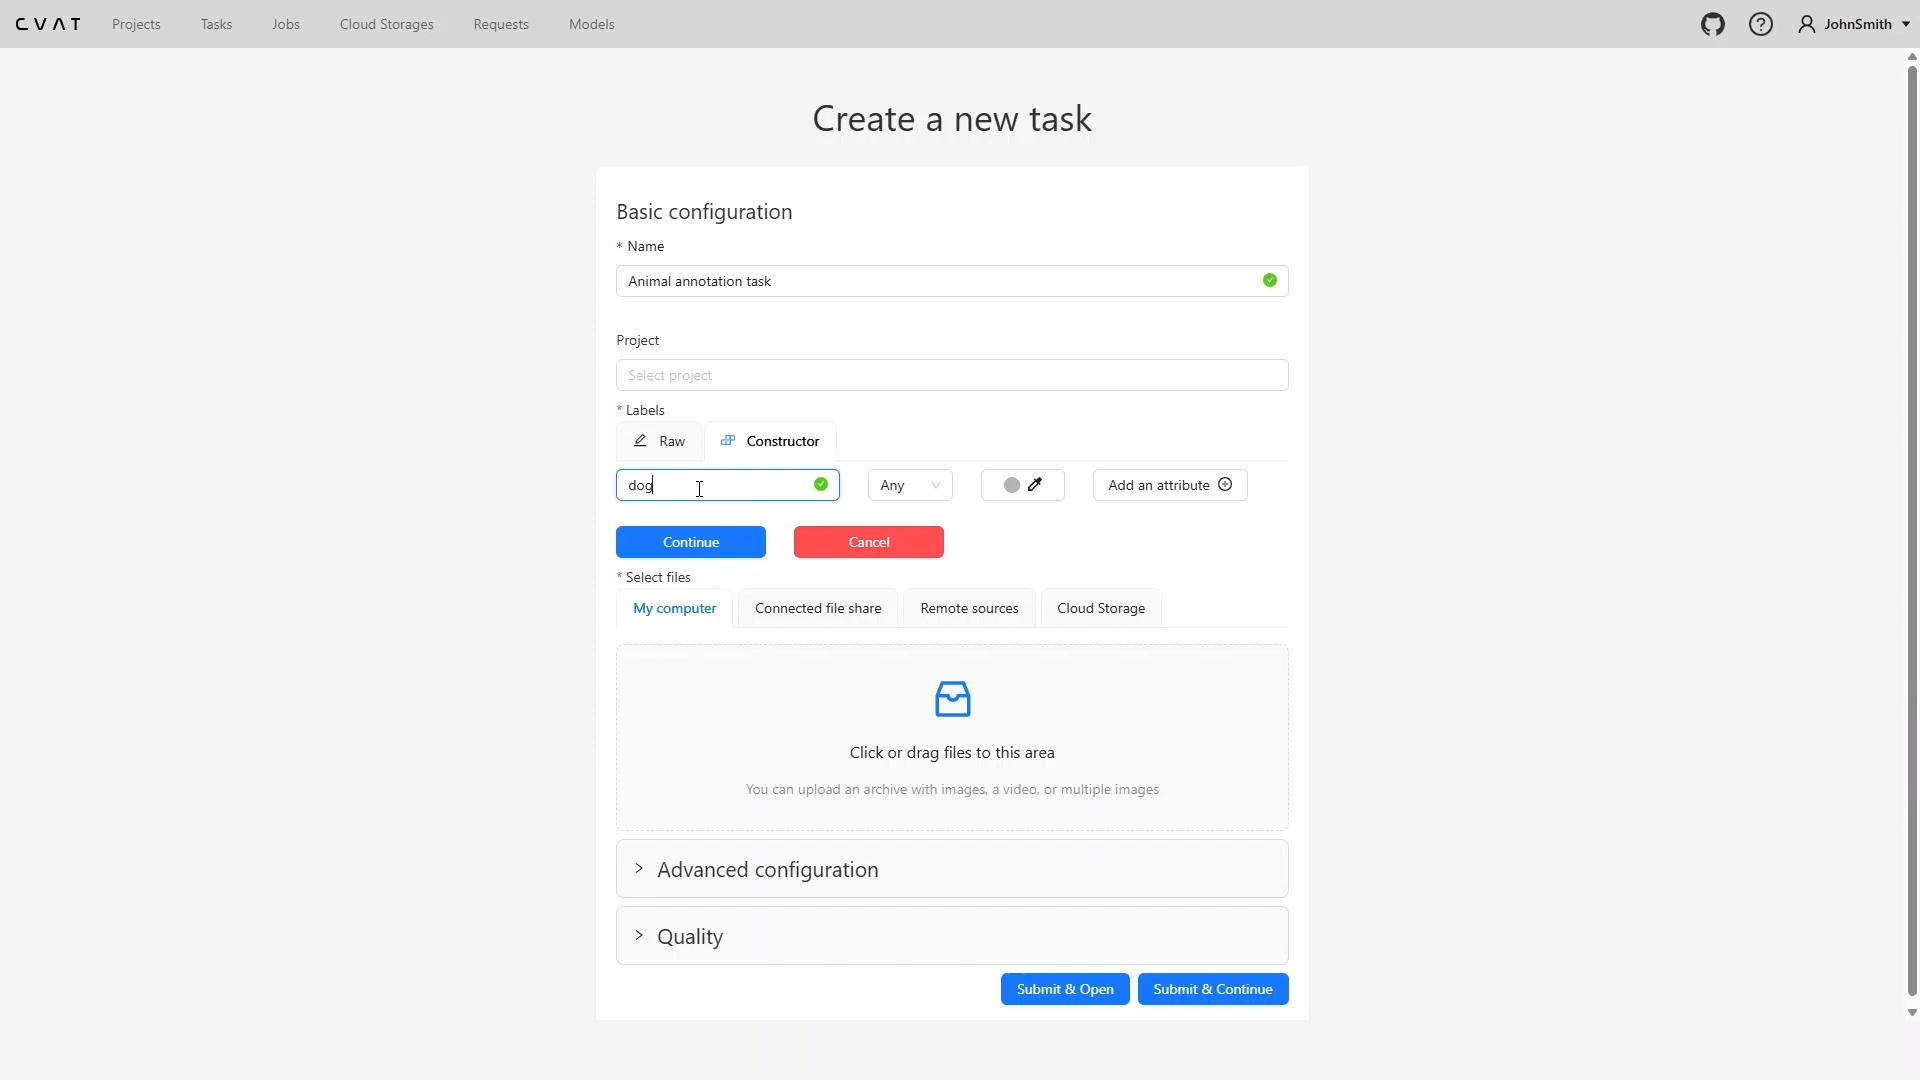 CVAT Projects Tasks Jobs Cloud Storages Requests Models JohnSmith
Create a new task
Basic configuration
* Name
Animal annotation task
Project
Select project
* Labels
Raw Constructor
dog Any Add an attribute
Continue Cancel
* Select files
My computer Connected file share Remote sources Cloud Storage
Click or drag files to this area
You can upload an archive with images, a video, or multiple images
Advanced configuration
Quality
Submit & Open Submit & Continue